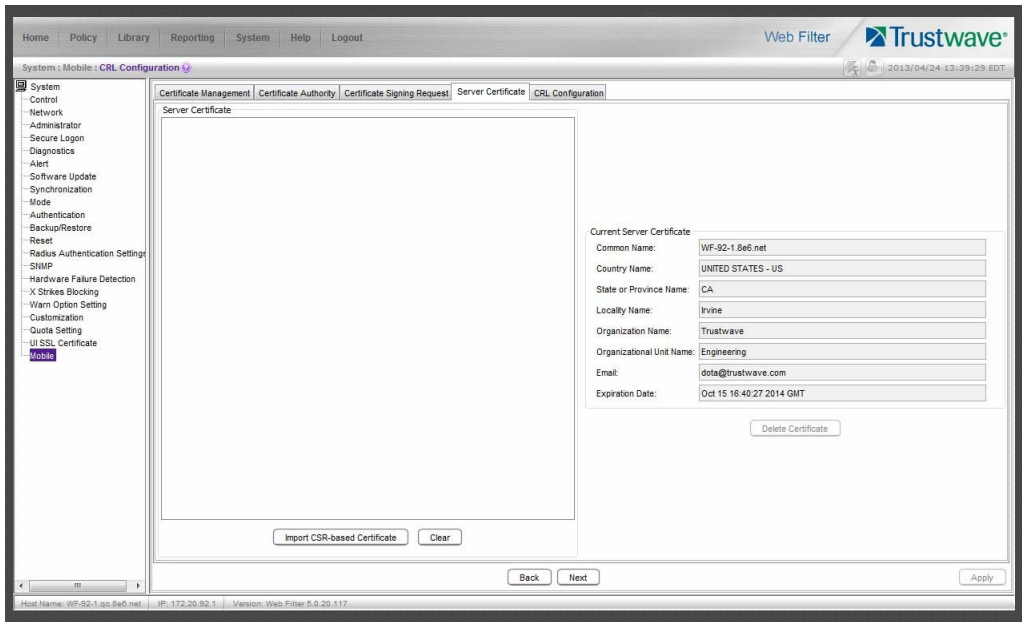 Home Policy Library Reporting System Help Logout
Web Filter
Trustwave®
System : Mobile : CRL Configuration
2013/04/24 13:39:29 EDT
System
Control
Network
Administrator
Secure Logon
Diagnostics
Alert
Software Update
Synchronization
Mode
Authentication
Backup/Restore
Reset
Radius Authentication Settings
SNMP
Hardware Failure Detection
X Strikes Blocking
Warn Option Setting
Customization
Quota Setting
UI SSL Certificate
Mobile
Certificate Management Certificate Authority Certificate Signing Request Server Certificate CRL Configuration
Server Certificate
Import CSR-based Certificate Clear
Current Server Certificate
Common Name: WF-92-1.8e6.net
Country Name: UNITED STATES - US
State or Province Name: CA
Locality Name: Irvine
Organization Name: Trustwave
Organizational Unit Name: Engineering
Email: dota@trustwave.com
Expiration Date: Oct 15 16:40:27 2014 GMT
Delete Certificate
Back Next Apply
Host Name: WF-92-1.qc.8e6.net IP: 172.20.92.1 Version: Web Filter 5.0.20.117